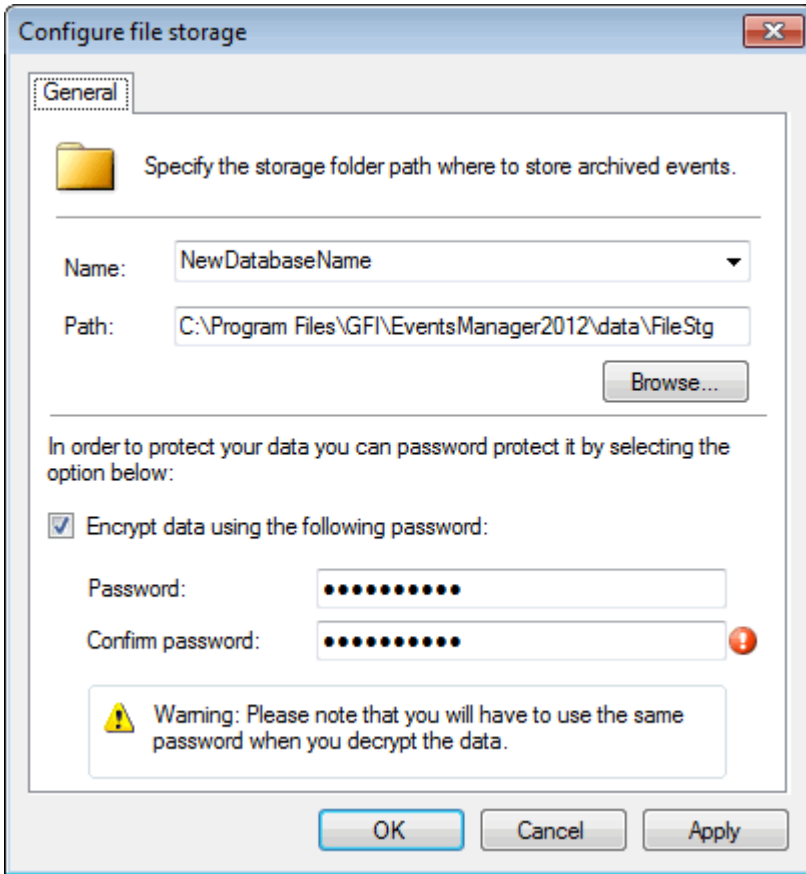 Configure file storage
General
Specify the storage folder path where to store archived events.
Name: NewDatabaseName
Path: C:\Program Files\GFI\EventsManager2012\data\FileStg
Browse...
In order to protect your data you can password protect it by selecting the
option below:
Encrypt data using the following password:
Password: ••••••••••
Confirm password: ••••••••••
Warning: Please note that you will have to use the same
password when you decrypt the data.
OK Cancel Apply